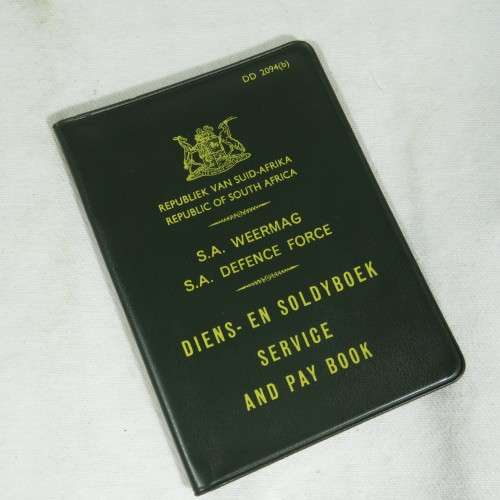 DD 2094(b)
REPUBLIEK VAN SUID-AFRIKA
REPUBLIC OF SOUTH AFRICA
S.A. WEERMAG
S.A. DEFENCE FORCE
DIENS- EN SOLDYBOEK
SERVICE
AND PAY BOOK